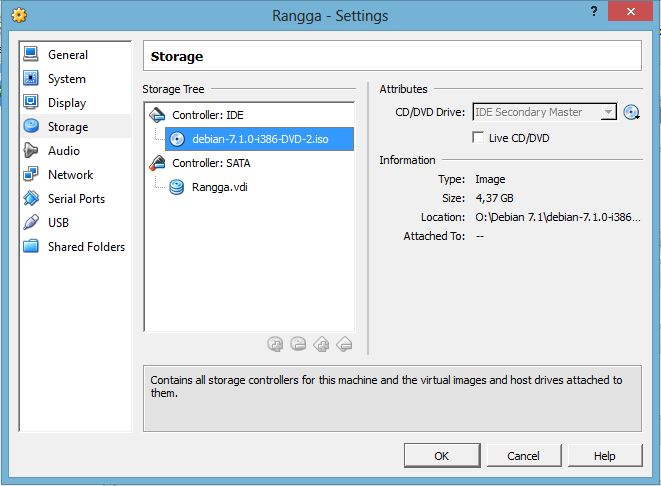 Rangga - Settings
?
General
System
Display
Storage
Audio
Network
Serial Ports
USB
Shared Folders
Storage
Storage Tree
Controller: IDE
debian-7.1.0-i386-DVD-2.iso
Controller: SATA
Rangga.vdi
Attributes
CD/DVD Drive: IDE Secondary Master
Live CD/DVD
Information
Type: Image
Size: 4,37 GB
Location: O:\Debian 7.1\debian-7.1.0-i386...
Attached To: --
Contains all storage controllers for this machine and the virtual images and host drives attached to
them.
OK Cancel Help